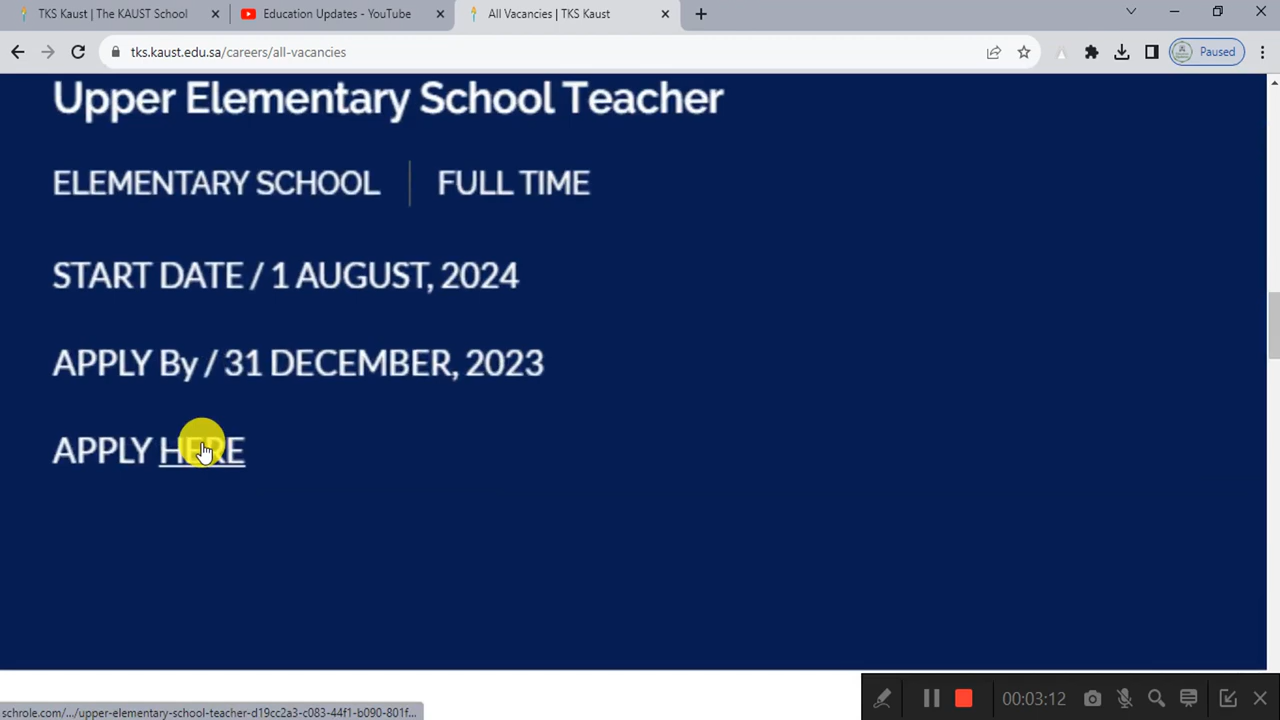 TKS Kaust | The KAUST School
Education Updates - YouTube
All Vacancies | TKS Kaust
tks.kaust.edu.sa/careers/all-vacancies
Paused
Upper Elementary School Teacher
ELEMENTARY SCHOOL
FULL TIME
START DATE / 1 AUGUST, 2024
APPLY By / 31 DECEMBER, 2023
APPLY HERE
schrole.com/.../upper-elementary-school-teacher-d19cc2a3-c083-44f1-b090-801f...
00:03:12